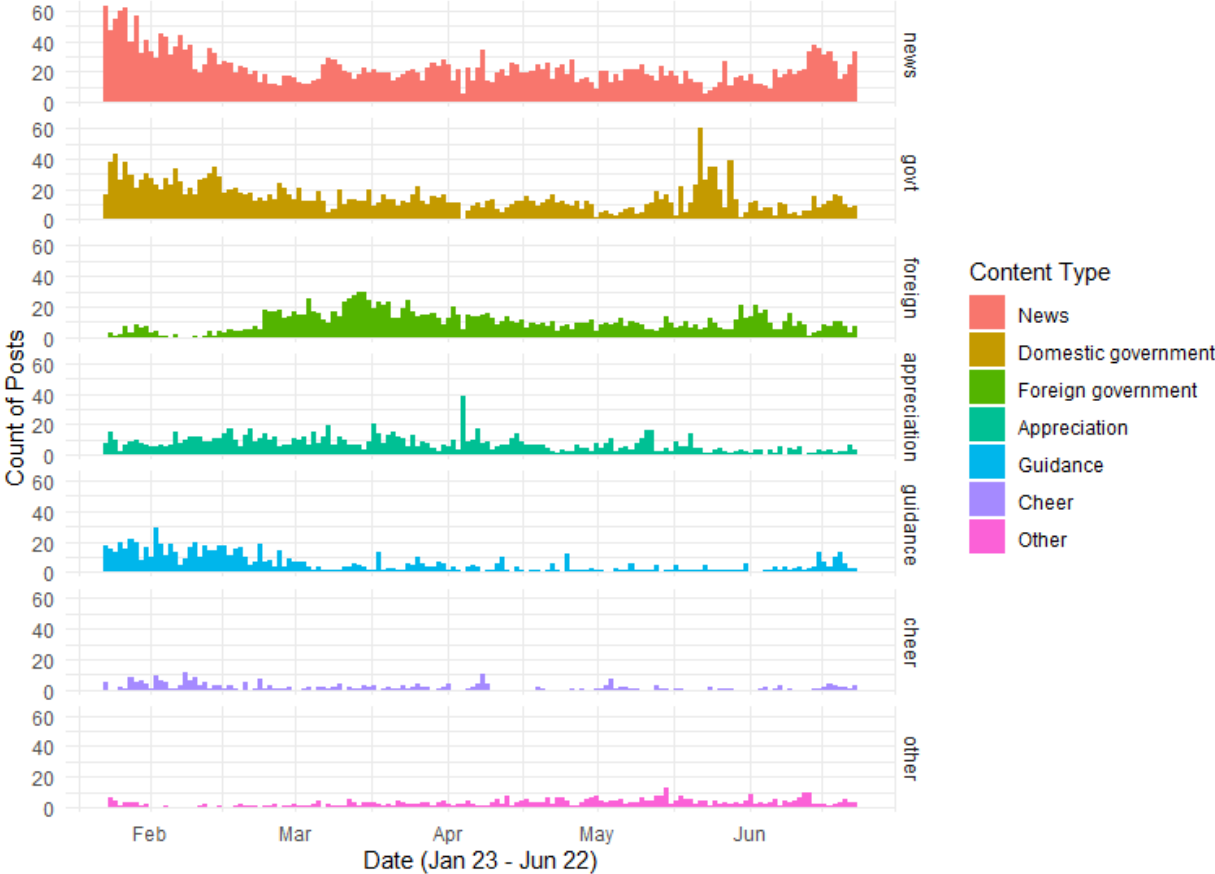 60
40
20
0
news
60
40
20
0
govt
60
40
20
0
foreign
60
40
20
0
appreciation
60
40
20
0
guidance
60
40
20
0
cheer
60
40
20
0
other
Count of Posts
Feb Mar Apr May Jun
Date (Jan 23 - Jun 22)
Content Type
News
Domestic government
Foreign government
Appreciation
Guidance
Cheer
Other